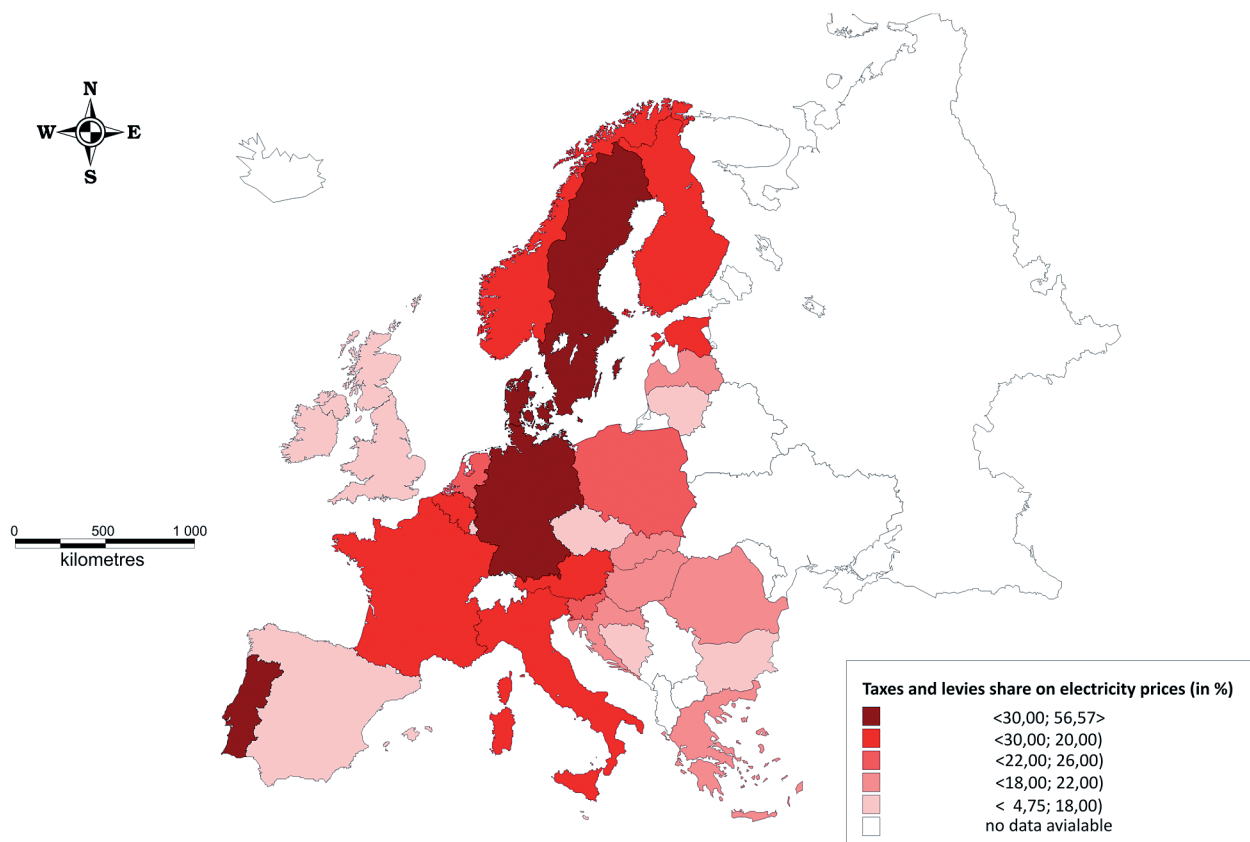 N
W E
S
0 500 1 000
kilometres
Taxes and levies share on electricity prices (in %)
<30,00; 56,57>
<30,00; 20,00)
<22,00; 26,00)
<18,00; 22,00)
< 4,75; 18,00)
no data avialable